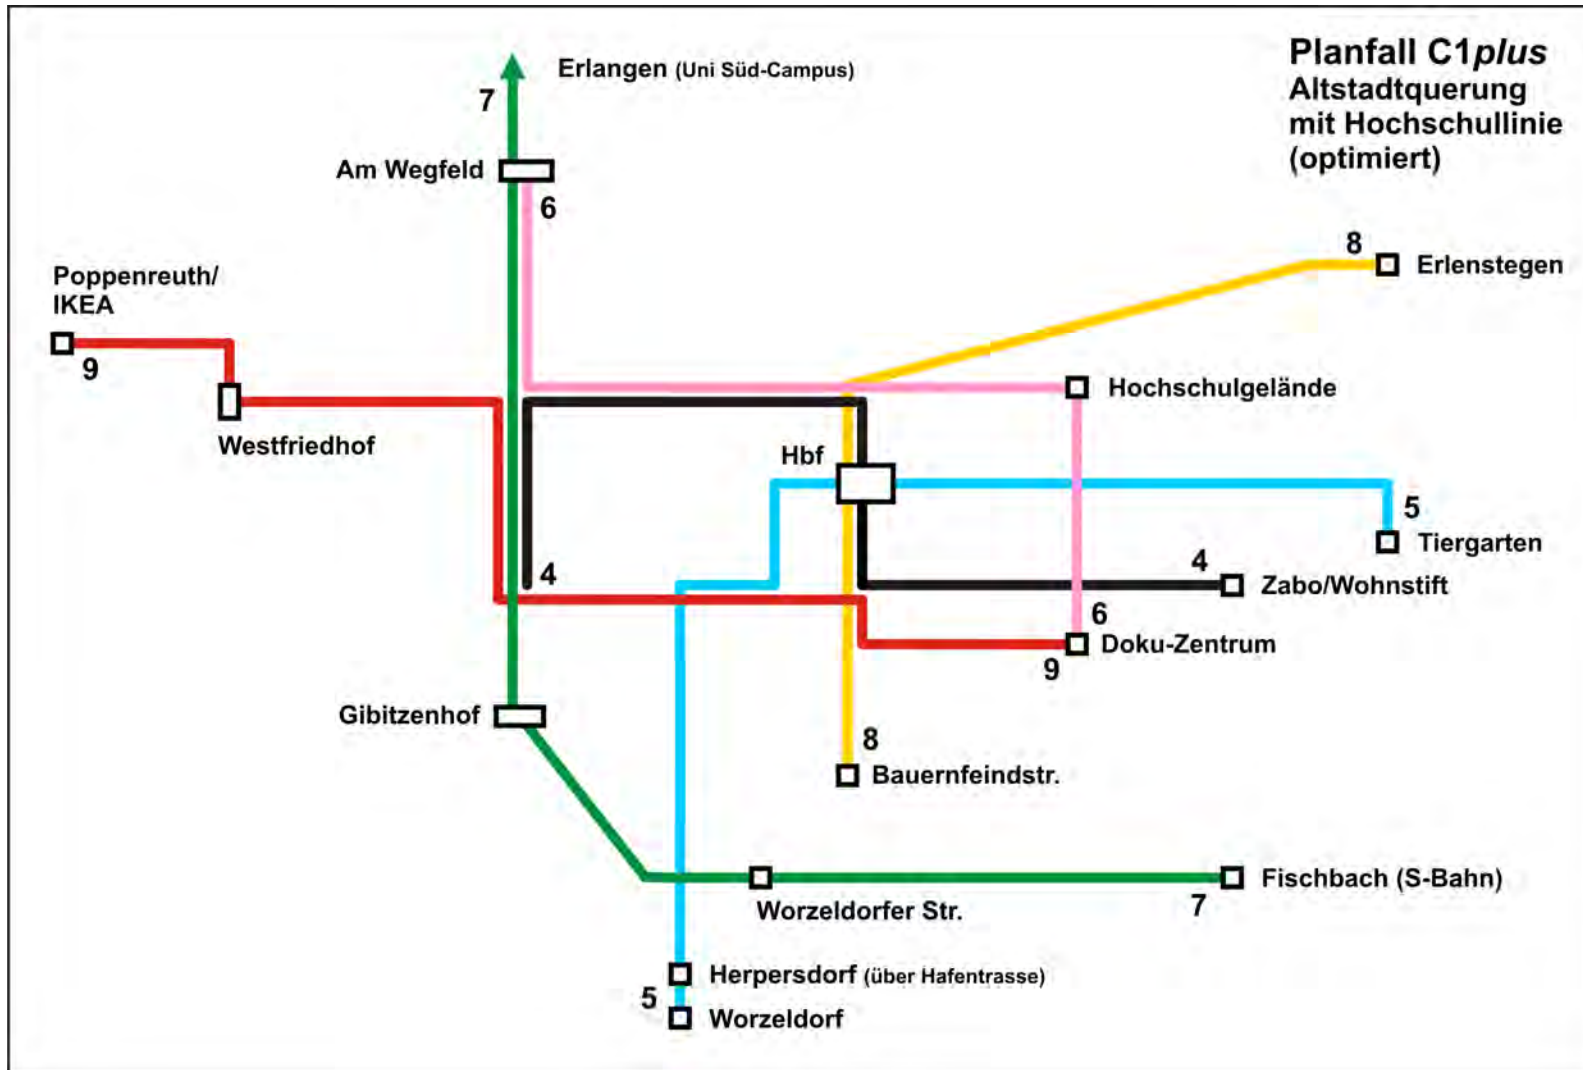 Planfall C1plus
Altstadtquerung
mit Hochschullinie
(optimiert)
Erlangen (Uni Süd-Campus)
7
Am Wegfeld
6
8
Erlenstegen
Poppenreuth/
IKEA
9
Hochschulgelände
Westfriedhof
Hbf
5
Tiergarten
4
4
Zabo/Wohnstift
6
Doku-Zentrum
9
Gibitzenhof
8
Bauernfeindstr.
Fischbach (S-Bahn)
7
Worzeldorfer Str.
Herpersdorf (über Hafentrasse)
5
Worzeldorf